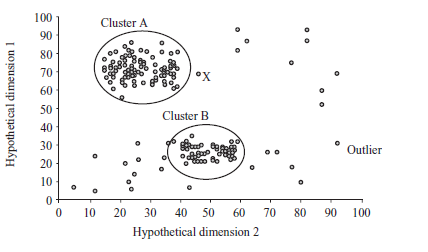 Hypothetical dimension 1
100
90
80
70
60
50
40
30
20
10
0
Cluster A
X
Cluster B
Outlier
0 10 20 30 40 50 60 70 80 90 100
Hypothetical dimension 2